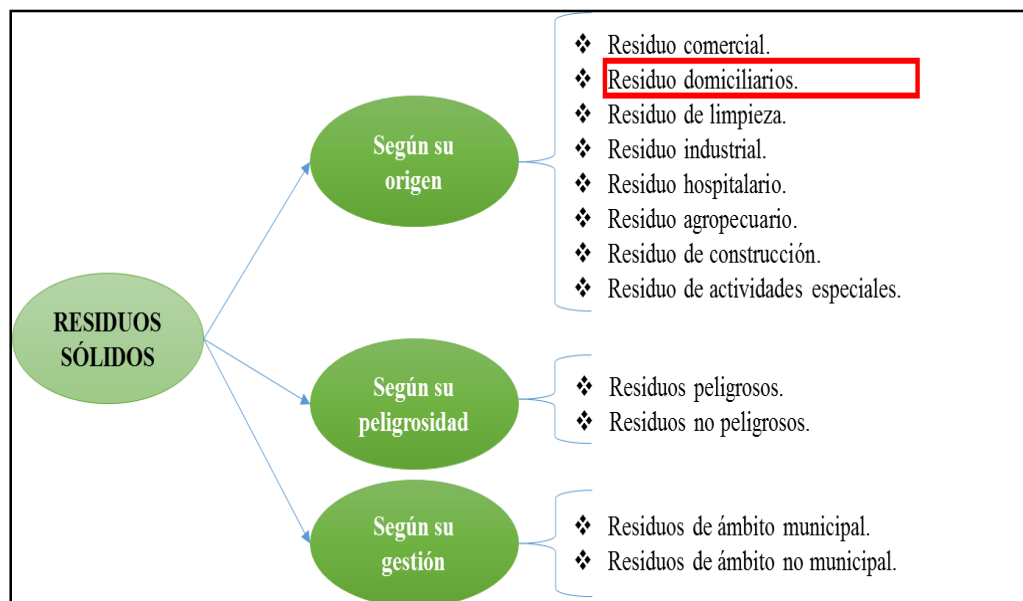 RESIDUOS
SÓLIDOS
Según su
origen
❖ Residuo comercial.
❖ Residuo domiciliarios.
❖ Residuo de limpieza.
❖ Residuo industrial.
❖ Residuo hospitalario.
❖ Residuo agropecuario.
❖ Residuo de construcción.
❖ Residuo de actividades especiales.
Según su
peligrosidad
❖ Residuos peligrosos.
❖ Residuos no peligrosos.
Según su
gestión
❖ Residuos de ámbito municipal.
❖ Residuos de ámbito no municipal.